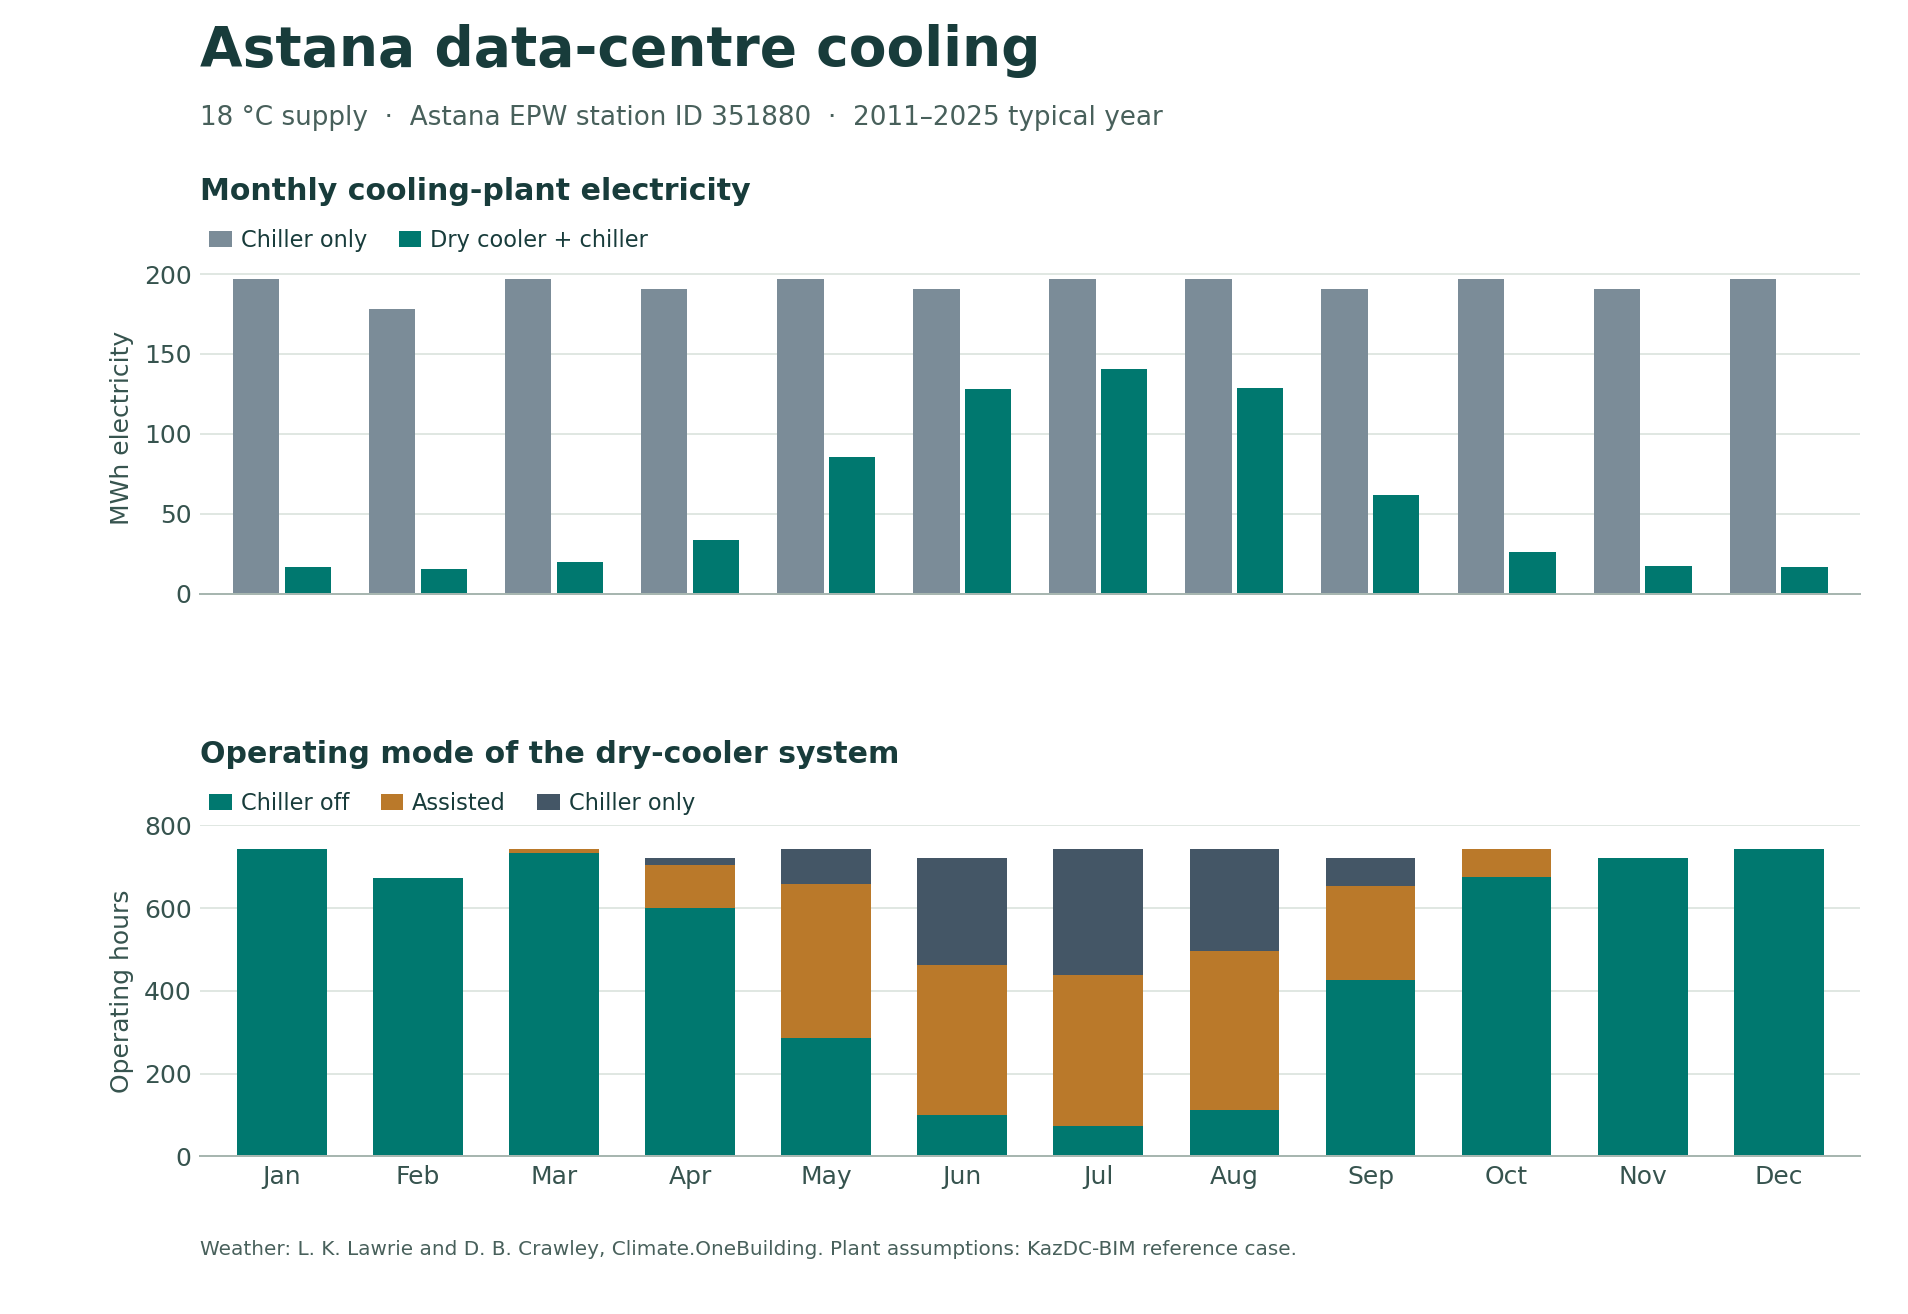 Astana data-centre cooling
18 °C supply · Astana EPW station ID 351880 · 2011–2025 typical year
Monthly cooling-plant electricity
Chiller only Dry cooler + chiller
MWh electricity
200
150
100
50
0
Operating mode of the dry-cooler system
Chiller off Assisted Chiller only
Operating hours
800
600
400
200
0
Jan Feb Mar Apr May Jun Jul Aug Sep Oct Nov Dec
Weather: L. K. Lawrie and D. B. Crawley, Climate.OneBuilding. Plant assumptions: KazDC-BIM reference case.